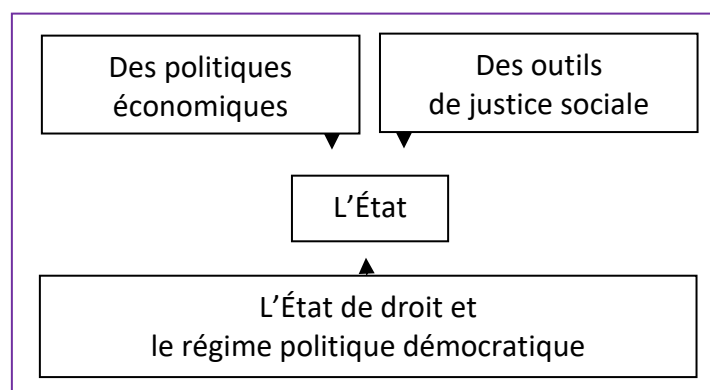 Des politiques
économiques
Des outils
de justice sociale
L’État
L’État de droit et
le régime politique démocratique